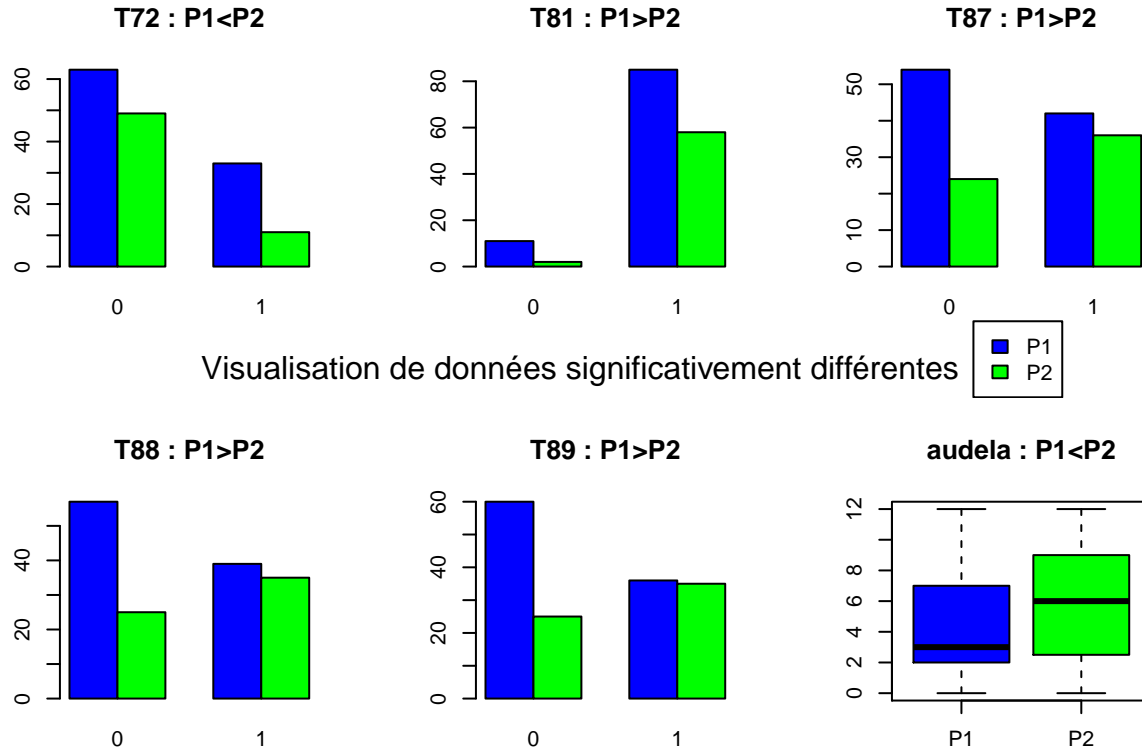 T72 : P1<P2
T81 : P1>P2
T87 : P1>P2
0 20 40 60
0 1
0 20 40 60 80
0 1
0 10 30 50
0 1
Visualisation de données significativement différentes
P1
P2
T88 : P1>P2
T89 : P1>P2
audela : P1<P2
0 20 40
0 1
0 20 40 60
0 1
0 2 4 6 8 12
P1 P2